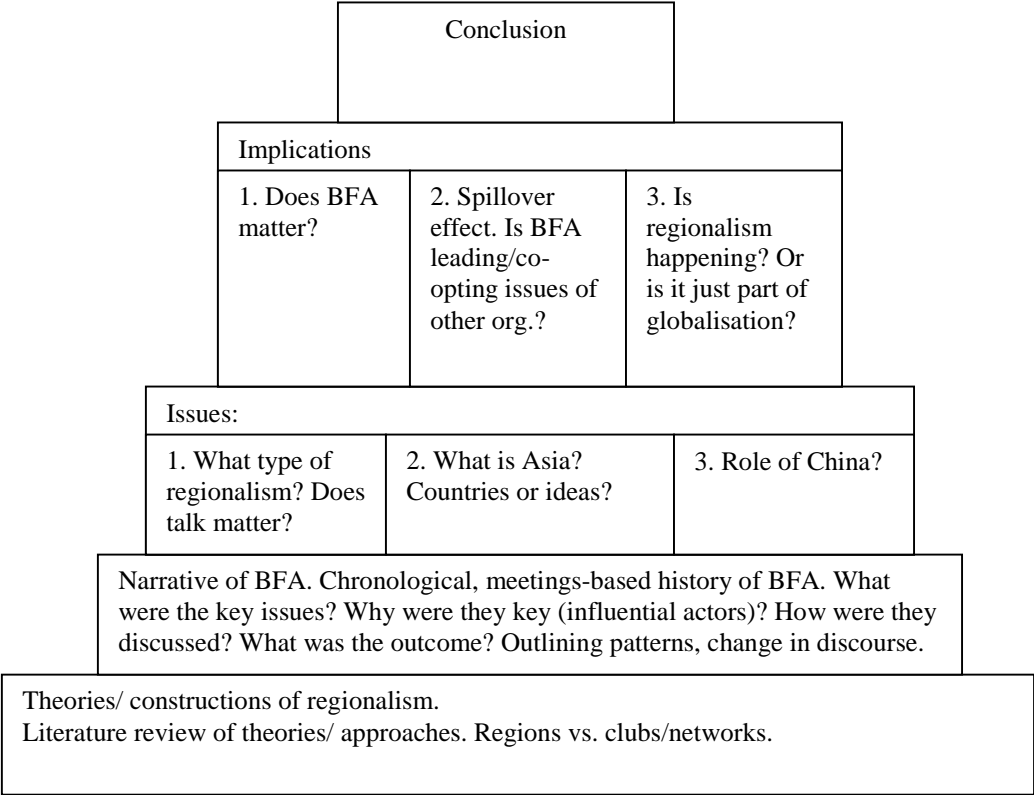 Conclusion
Implications
1. Does BFA
matter?
2. Spillover
effect. Is BFA
leading/co-
opting issues of
other org.?
3. Is
regionalism
happening? Or
is it just part of
globalisation?
Issues:
1. What type of
regionalism? Does
talk matter?
2. What is Asia?
Countries or ideas?
3. Role of China?
Narrative of BFA. Chronological, meetings-based history of BFA. What
were the key issues? Why were they key (influential actors)? How were they
discussed? What was the outcome? Outlining patterns, change in discourse.
Theories/ constructions of regionalism.
Literature review of theories/ approaches. Regions vs. clubs/networks.